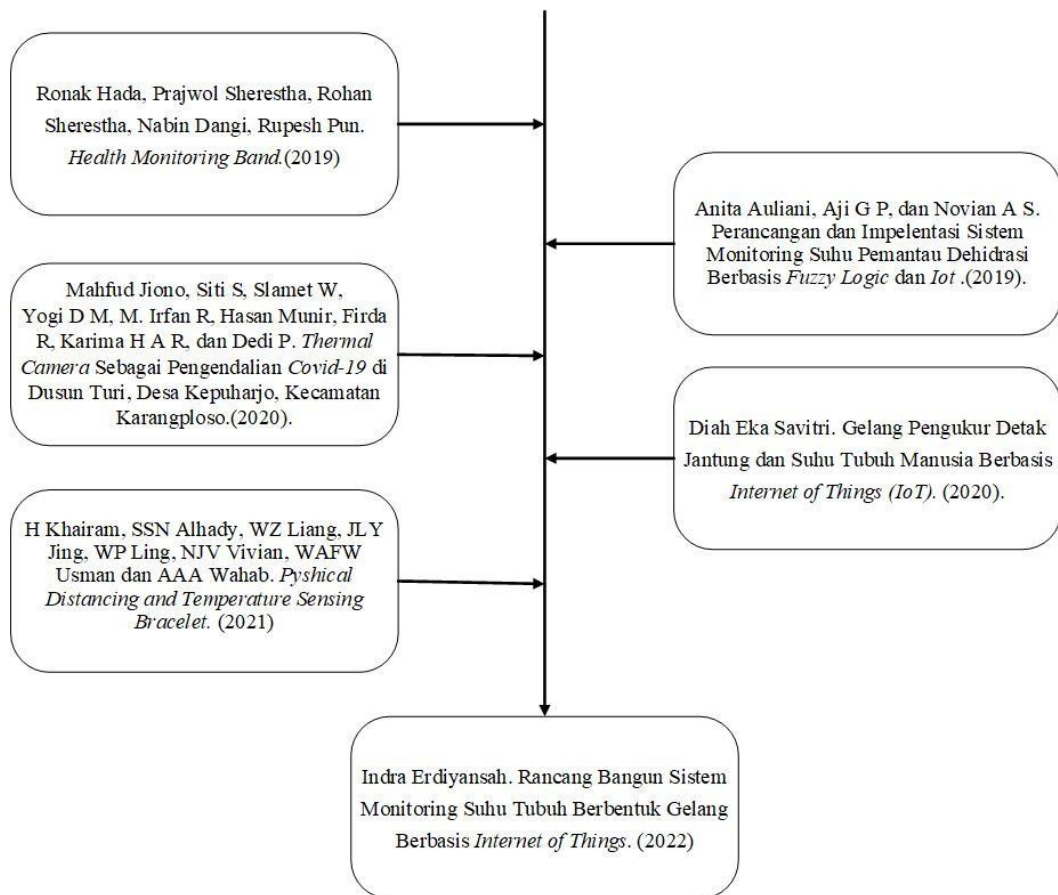 Ronak Hada, Prajwol Sherestha, Rohan
Sherestha, Nabin Dangi, Rupesh Pun.
Health Monitoring Band.(2019)
Anita Auliani, Aji G P, dan Novian A S.
Perancangan dan Impelentasi Sistem
Monitoring Suhu Pemantau Dehidrasi
Berbasis Fuzzy Logic dan Iot .(2019).
Mahfud Jiono, Siti S, Slamet W,
Yogi D M, M. Irfan R, Hasan Munir, Firda
R, Karima H A R, dan Dedi P. Thermal
Camera Sebagai Pengendalian Covid-19 di
Dusun Turi, Desa Kepuharjo, Kecamatan
Karangploso.(2020).
Diah Eka Savitri. Gelang Pengukur Detak
Jantung dan Suhu Tubuh Manusia Berbasis
Internet of Things (IoT). (2020).
H Khairam, SSN Alhady, WZ Liang, JLY
Jing, WP Ling, NJV Vivian, WAFW
Usman dan AAA Wahab. Pyshical
Distancing and Temperature Sensing
Bracelet. (2021)
Indra Erdiyansah. Rancang Bangun Sistem
Monitoring Suhu Tubuh Berbentuk Gelang
Berbasis Internet of Things. (2022)